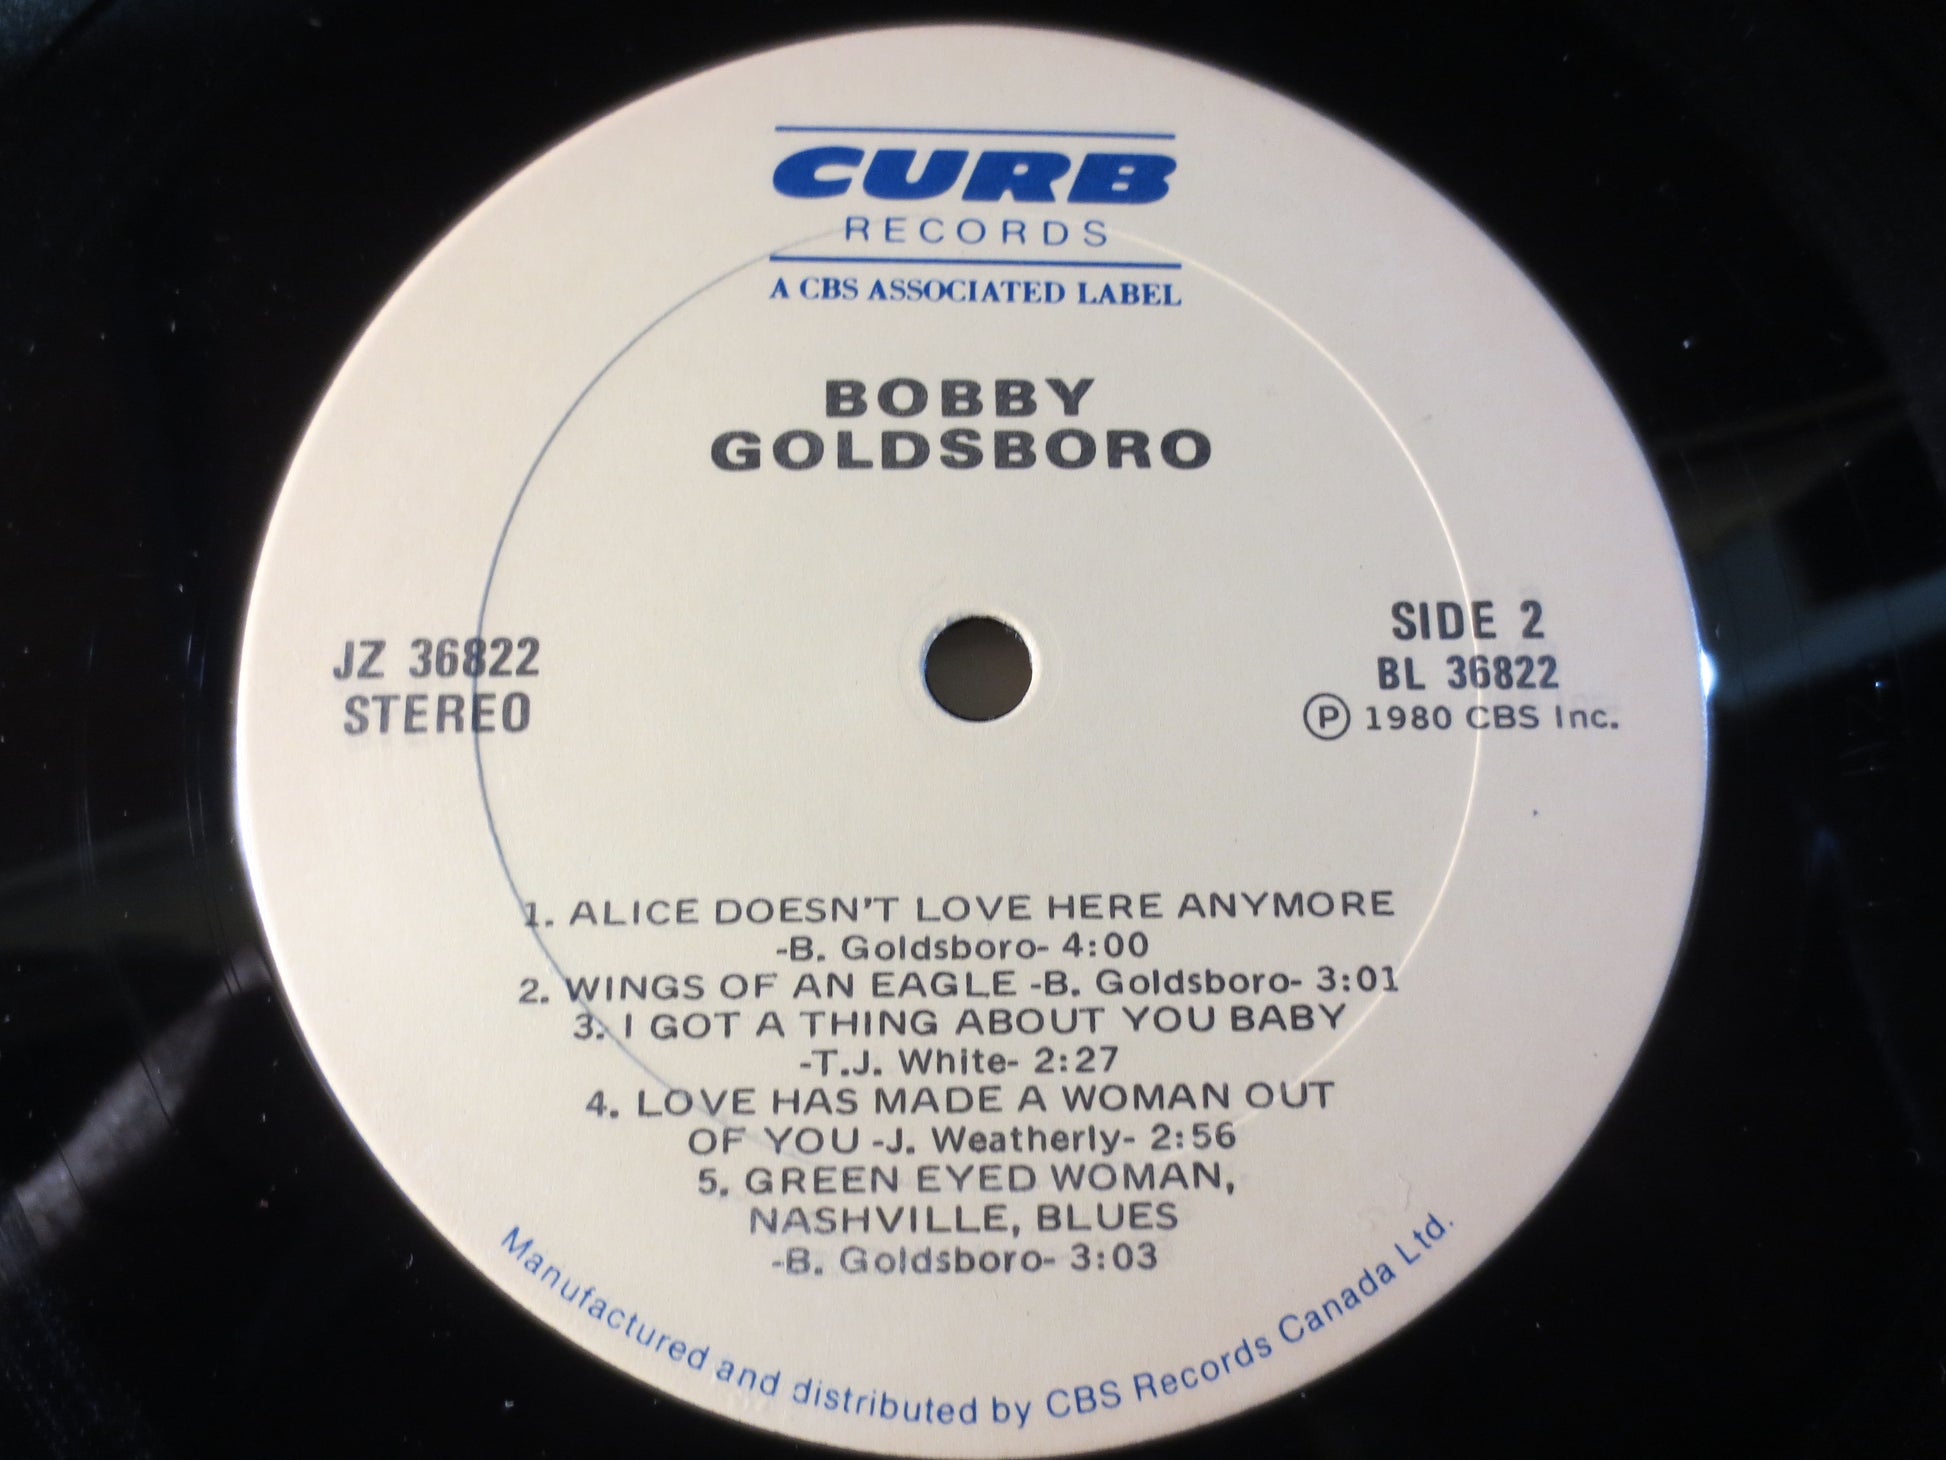 CURB
RECORDS
A CBS ASSOCIATED LABEL
BOBBY
GOLDSBORO
JZ 36822
STEREO
SIDE 2
BL 36822
Ⓟ 1980 CBS Inc.
1. ALICE DOESN'T LOVE HERE ANYMORE
-B. Goldsboro- 4:00
2. WINGS OF AN EAGLE -B. Goldsboro- 3:01
3. I GOT A THING ABOUT YOU BABY
-T.J. White- 2:27
4. LOVE HAS MADE A WOMAN OUT
OF YOU -J. Weatherly- 2:56
5. GREEN EYED WOMAN,
NASHVILLE, BLUES
-B. Goldsboro- 3:03
Manufactured and distributed by CBS Records Canada Ltd.